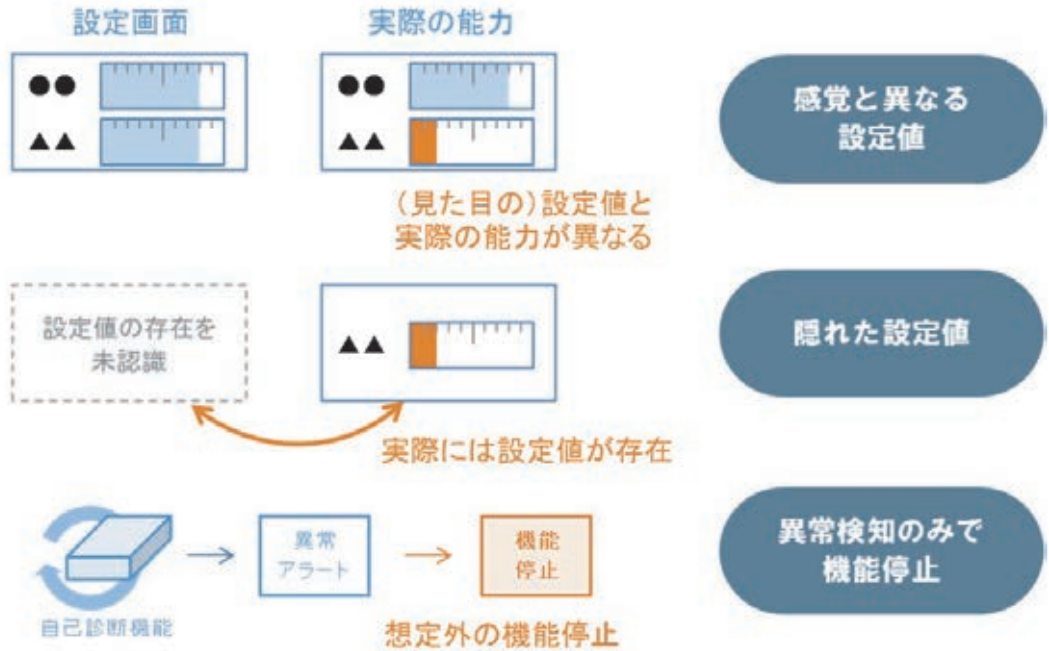 設定画面
実際の能力
●●
▲▲
●●
▲▲
(見た目の)設定値と
実際の能力が異なる
感覚と異なる
設定値
設定値の存在を
未認識
▲▲
実際には設定値が存在
隠れた設定値
自己診断機能
異常
アラート
機能
停止
想定外の機能停止
異常検知のみで
機能停止